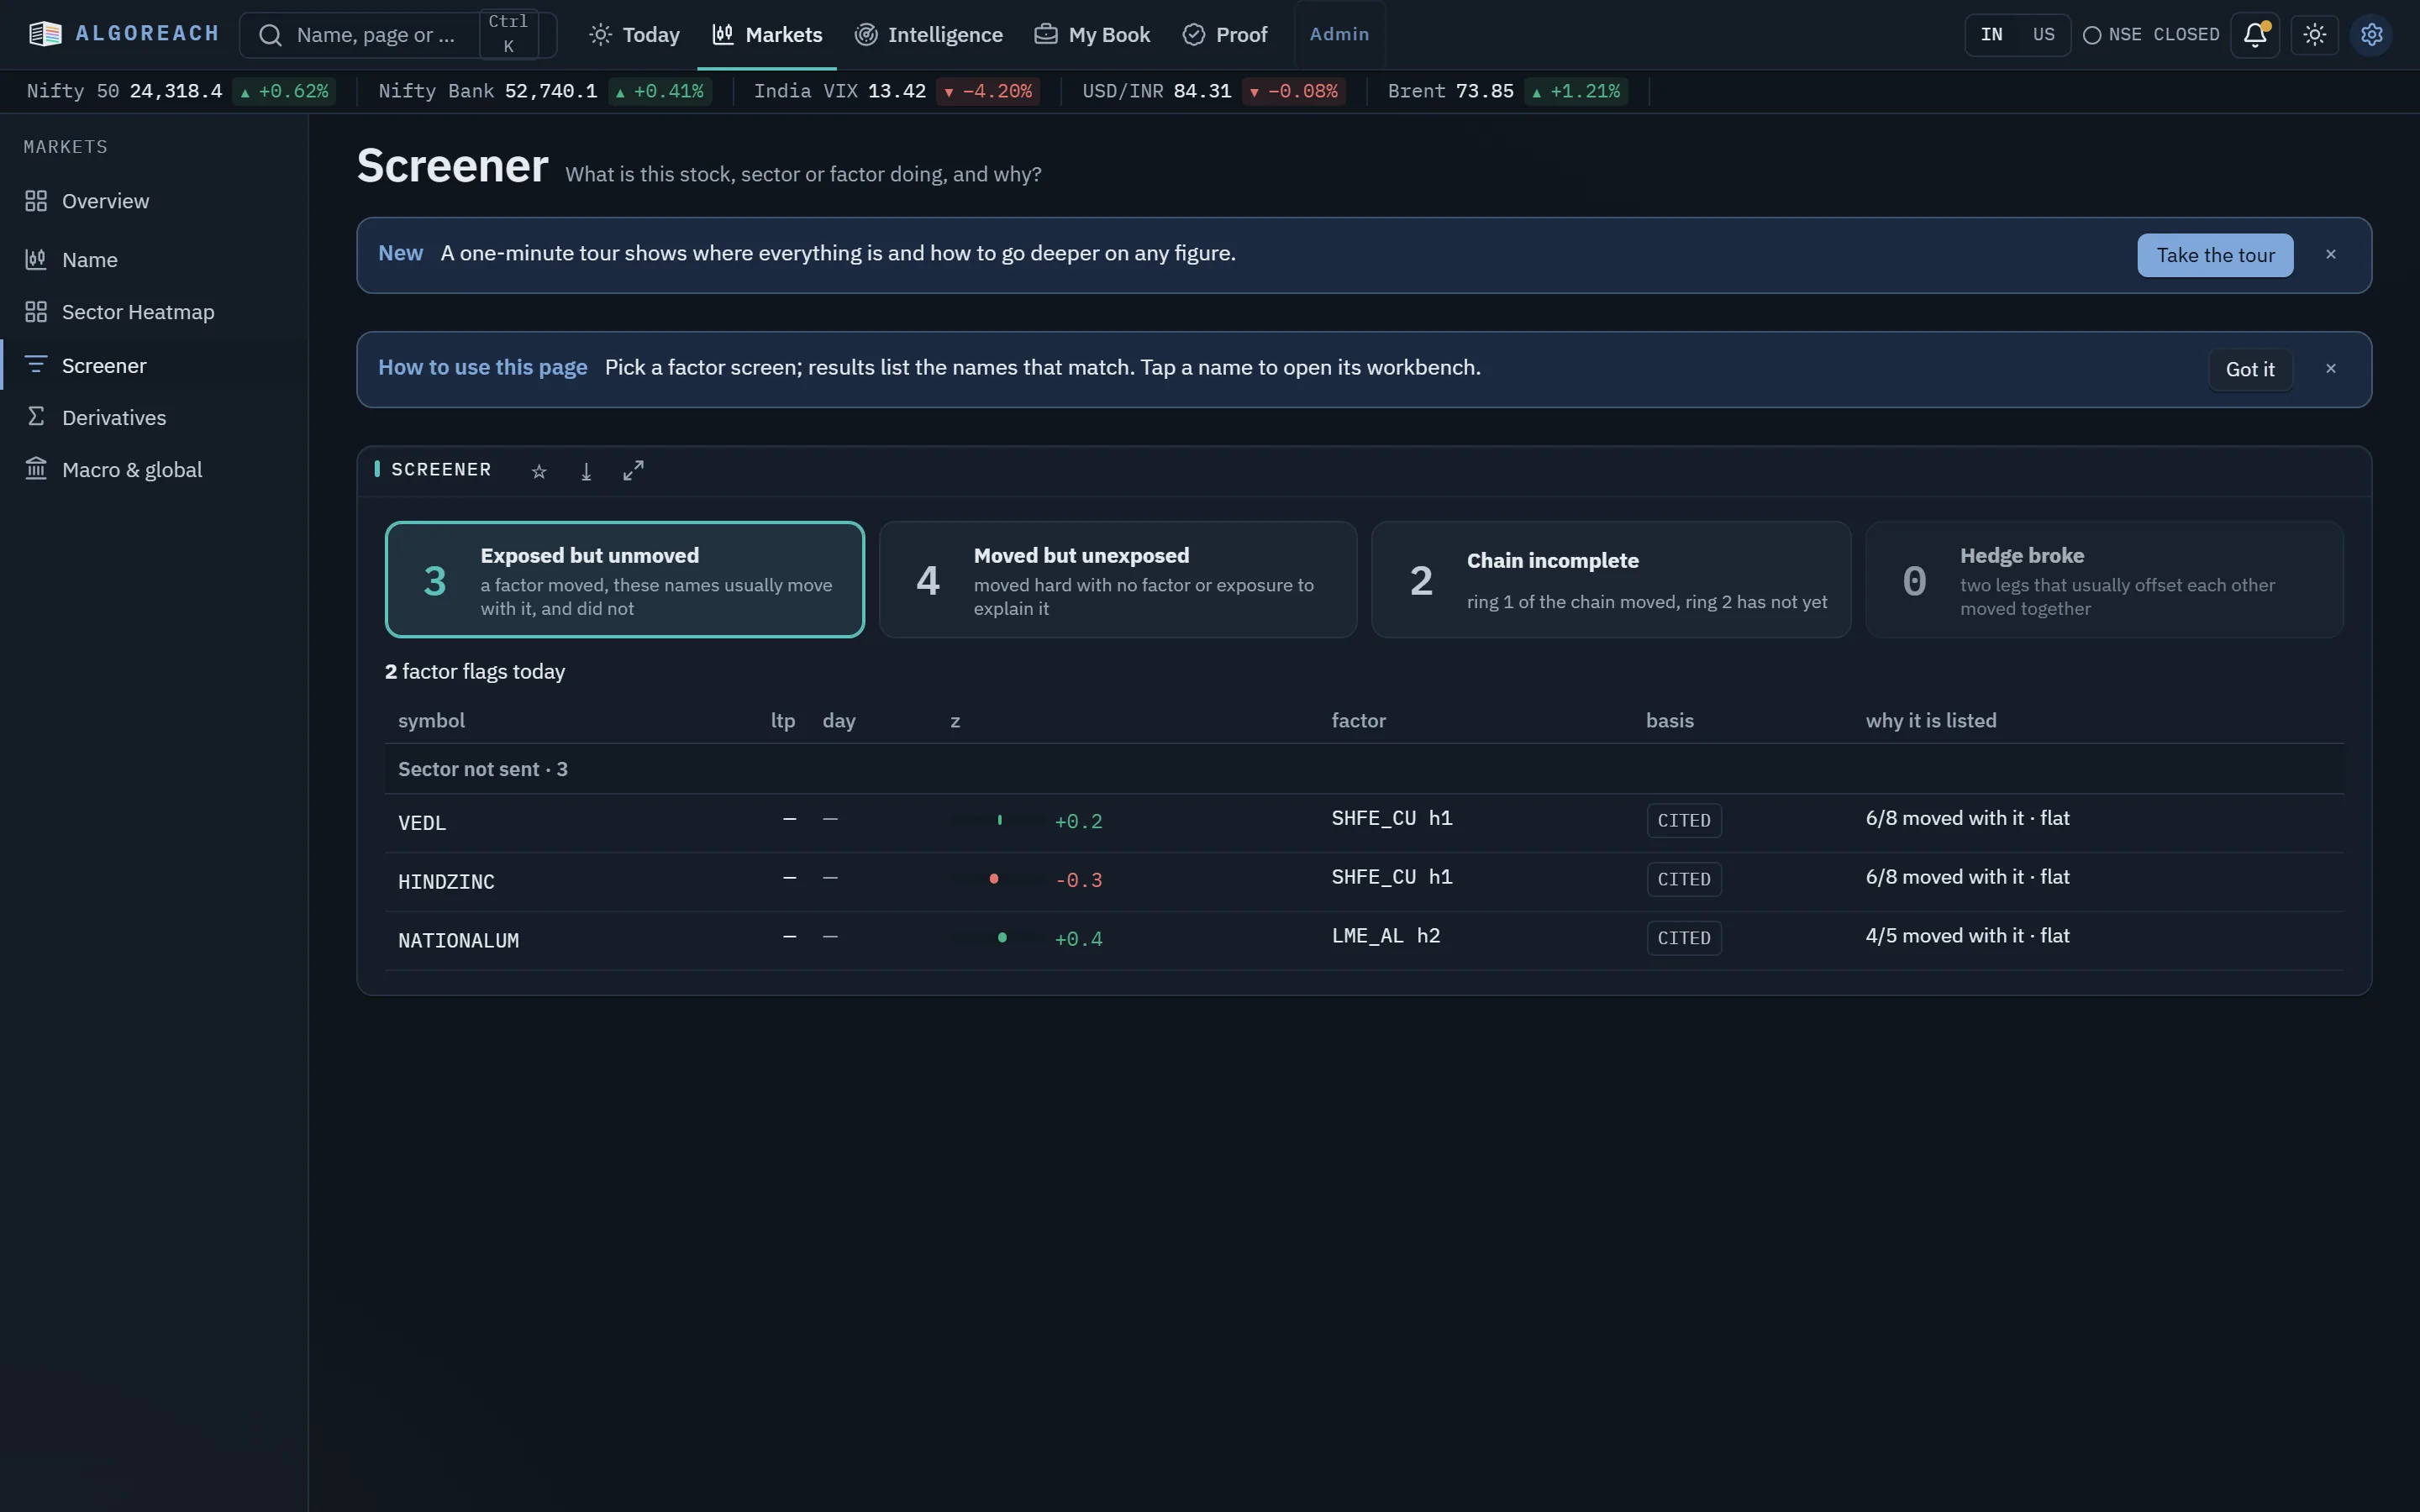 ALGOREACH Name, page or ... Ctrl K Today Markets Intelligence My Book Proof Admin IN US NSE CLOSED
Nifty 50 24,318.4 ▲ +0.62% Nifty Bank 52,740.1 ▲ +0.41% India VIX 13.42 ▼ −4.20% USD/INR 84.31 ▼ −0.08% Brent 73.85 ▲ +1.21%
MARKETS
Overview
Name
Sector Heatmap
Screener
Derivatives
Macro & global
Screener What is this stock, sector or factor doing, and why?
New A one-minute tour shows where everything is and how to go deeper on any figure. Take the tour ×
How to use this page Pick a factor screen; results list the names that match. Tap a name to open its workbench. Got it ×
SCREENER
3 Exposed but unmoved
a factor moved, these names usually move
with it, and did not
4 Moved but unexposed
moved hard with no factor or exposure to
explain it
2 Chain incomplete
ring 1 of the chain moved, ring 2 has not yet
0 Hedge broke
two legs that usually offset each other
moved together
2 factor flags today
symbol ltp day z factor basis why it is listed
Sector not sent · 3
VEDL — — +0.2 SHFE_CU h1 CITED 6/8 moved with it · flat
HINDZINC — — -0.3 SHFE_CU h1 CITED 6/8 moved with it · flat
NATIONALUM — — +0.4 LME_AL h2 CITED 4/5 moved with it · flat